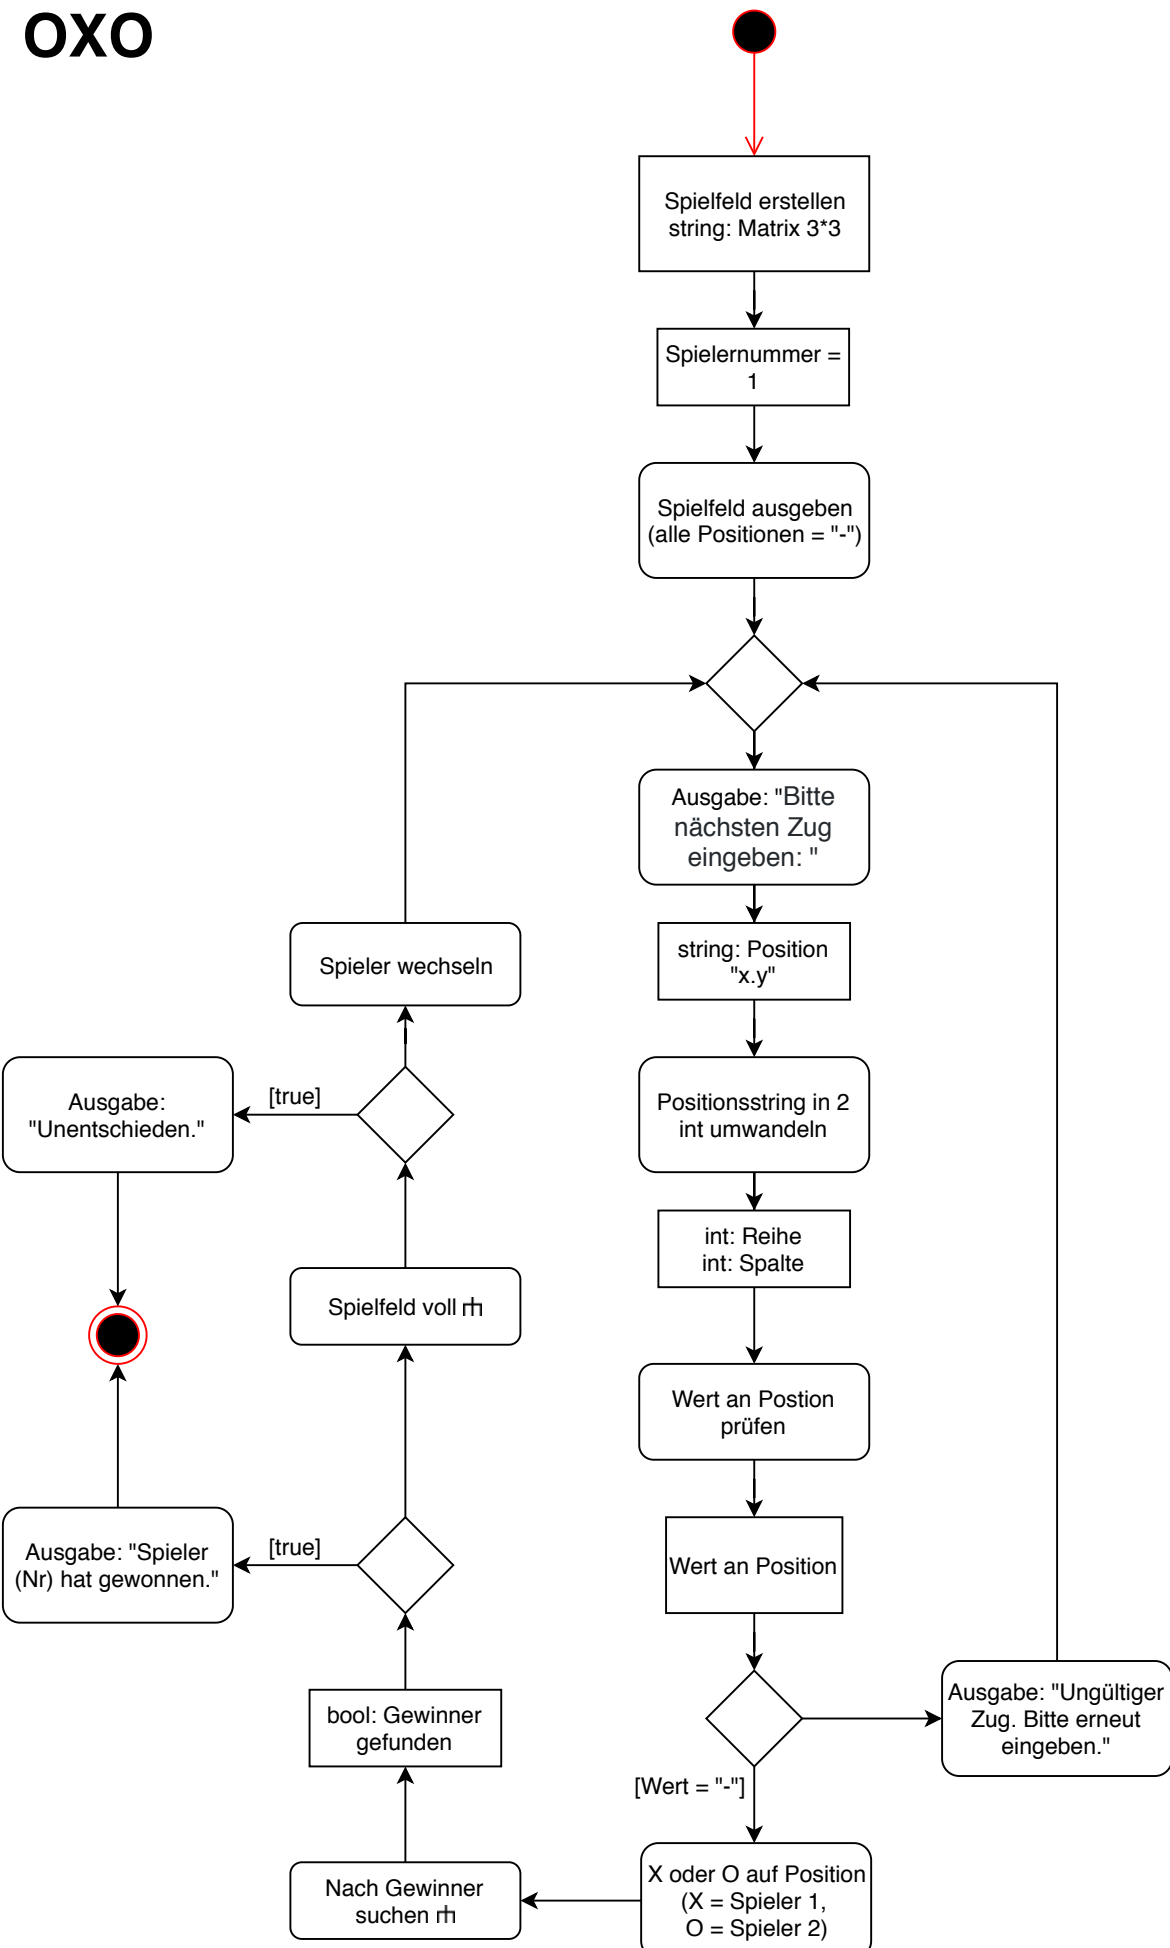 OXO
Spielfeld erstellen
string: Matrix 3*3
Spielernummer =
1
Spielfeld ausgeben
(alle Positionen = "-")
Ausgabe: "Bitte
nächsten Zug
eingeben: "
string: Position
"x.y"
Positionsstring in 2
int umwandeln
int: Reihe
int: Spalte
Wert an Postion
prüfen
Wert an Position
Ausgabe: "Ungültiger
Zug. Bitte erneut
eingeben."
[Wert = "-"]
X oder O auf Position
(X = Spieler 1,
O = Spieler 2)
Nach Gewinner
suchen
bool: Gewinner
gefunden
[true]
Ausgabe: "Spieler
(Nr) hat gewonnen."
Spielfeld voll
[true]
Ausgabe:
"Unentschieden."
Spieler wechseln